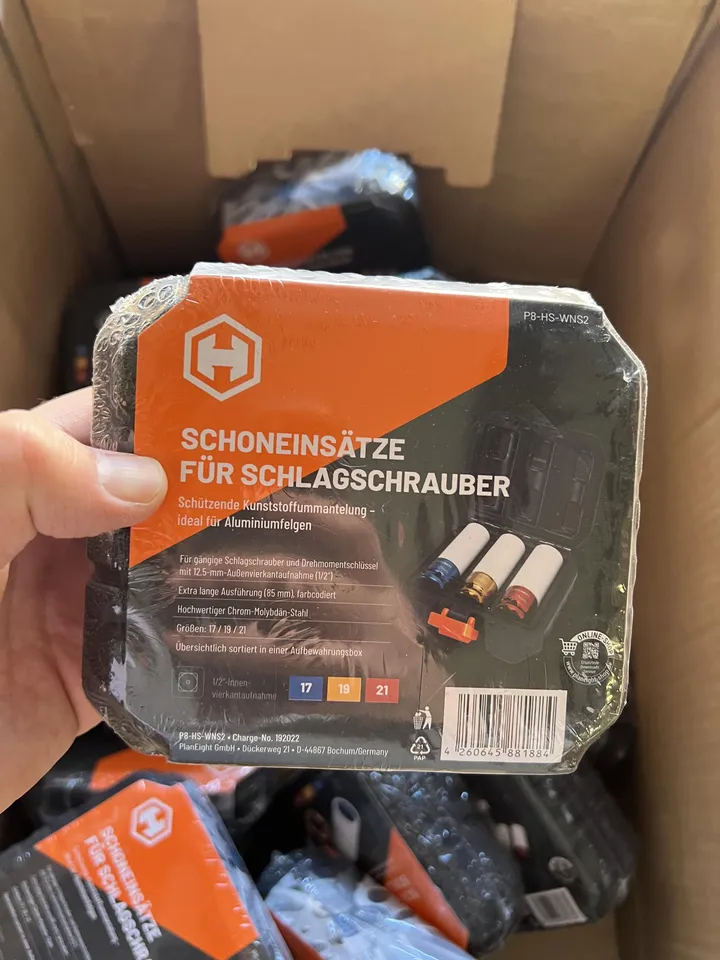 P8-HS-WNS2
H
SCHONEINSÄTZE
FÜR SCHLAGSCHRAUBER
Schützende Kunststoffummantelung –
ideal für Aluminiumfelgen
Für gängige Schlagschrauber und Drehmomentschlüssel
mit 12.5-mm-Außenvierkantaufnahme (1/2")
Extra lange Ausführung (85 mm), farbcodiert
Hochwertiger Chrom-Molybdän-Stahl
Größen: 17 / 19 / 21
Übersichtlich sortiert in einer Aufbewahrungsbox
1/2"-Innen-
vierkantaufnahme
17 19 21
P8-HS-WNS2 • Charge-No. 192022
PlanEight GmbH • Dückerweg 21 • D-44867 Bochum/Germany
21
PAP
4 260645 881884
ONLINE-S
SCHONEINSÄTZE
FÜR SCHLAGSCHRA